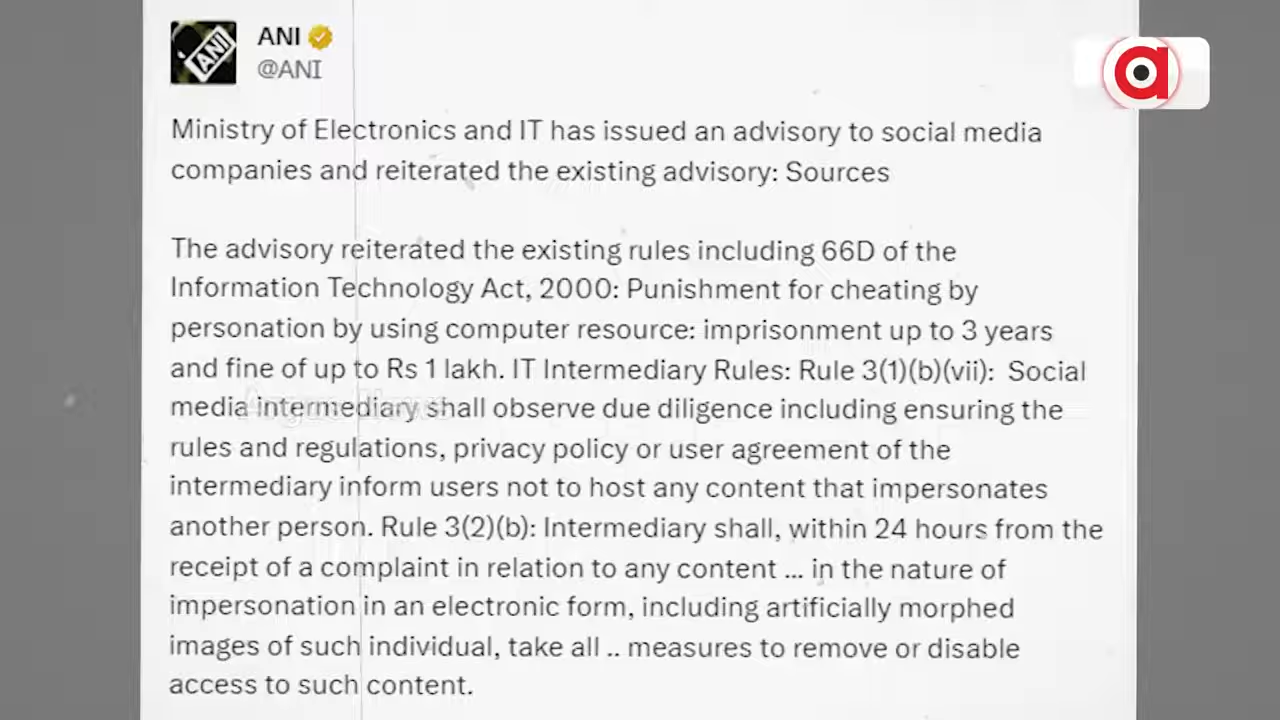 ANI
@ANI
ANI
a
Ministry of Electronics and IT has issued an advisory to social media
companies and reiterated the existing advisory: Sources
The advisory reiterated the existing rules including 66D of the
Information Technology Act, 2000: Punishment for cheating by
personation by using computer resource: imprisonment up to 3 years
and fine of up to Rs 1 lakh. IT Intermediary Rules: Rule 3(1)(b)(vii): Social
media intermediary shall observe due diligence including ensuring the
rules and regulations, privacy policy or user agreement of the
intermediary inform users not to host any content that impersonates
another person. Rule 3(2)(b): Intermediary shall, within 24 hours from the
receipt of a complaint in relation to any content ... in the nature of
impersonation in an electronic form, including artificially morphed
images of such individual, take all .. measures to remove or disable
access to such content.